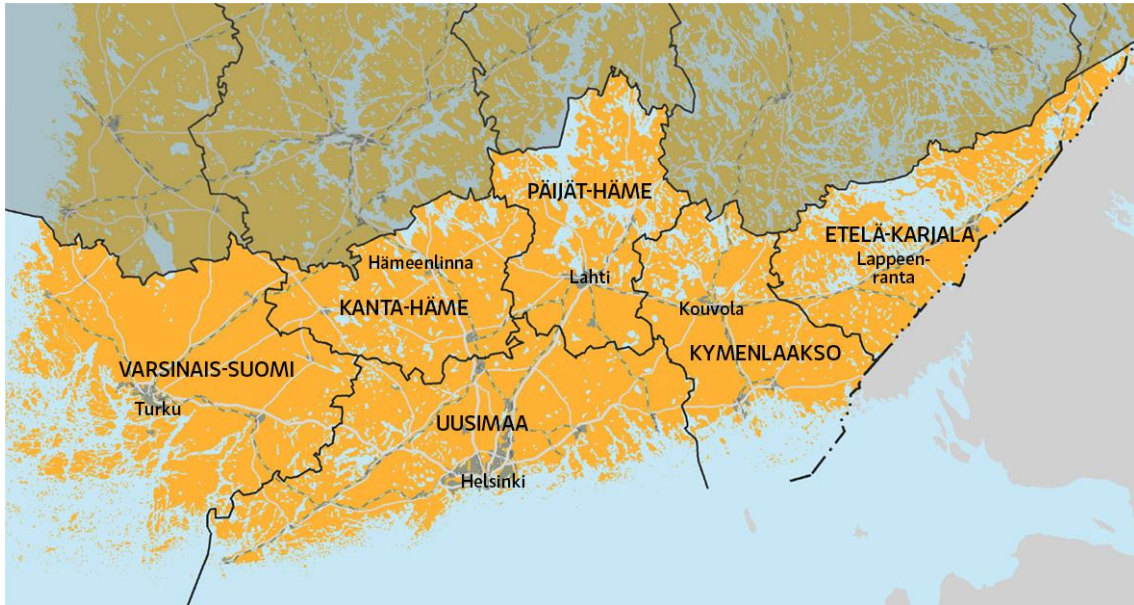 PÄIJÄT-HÄME
ETELÄ-KARJALA
Lappeen-
ranta
Hämeenlinna
Lahti
KANTA-HÄME
Kouvola
KYMENLAAKSO
VARSINAIS-SUOMI
Turku
UUSIMAA
Helsinki